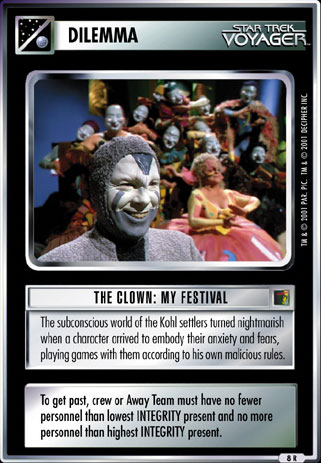 DILEMMA
STAR TREK
VOYAGER
TM & © 2001 PAR. PIC. TM & © 2001 DECIPHER INC.
THE CLOWN: MY FESTIVAL
The subconscious world of the Kohl settlers turned nightmarish
when a character arrived to embody their anxiety and fears,
playing games with them according to his own malicious rules.
To get past, crew or Away Team must have no fewer
personnel than lowest INTEGRITY present and no more
personnel than highest INTEGRITY present.
8 R